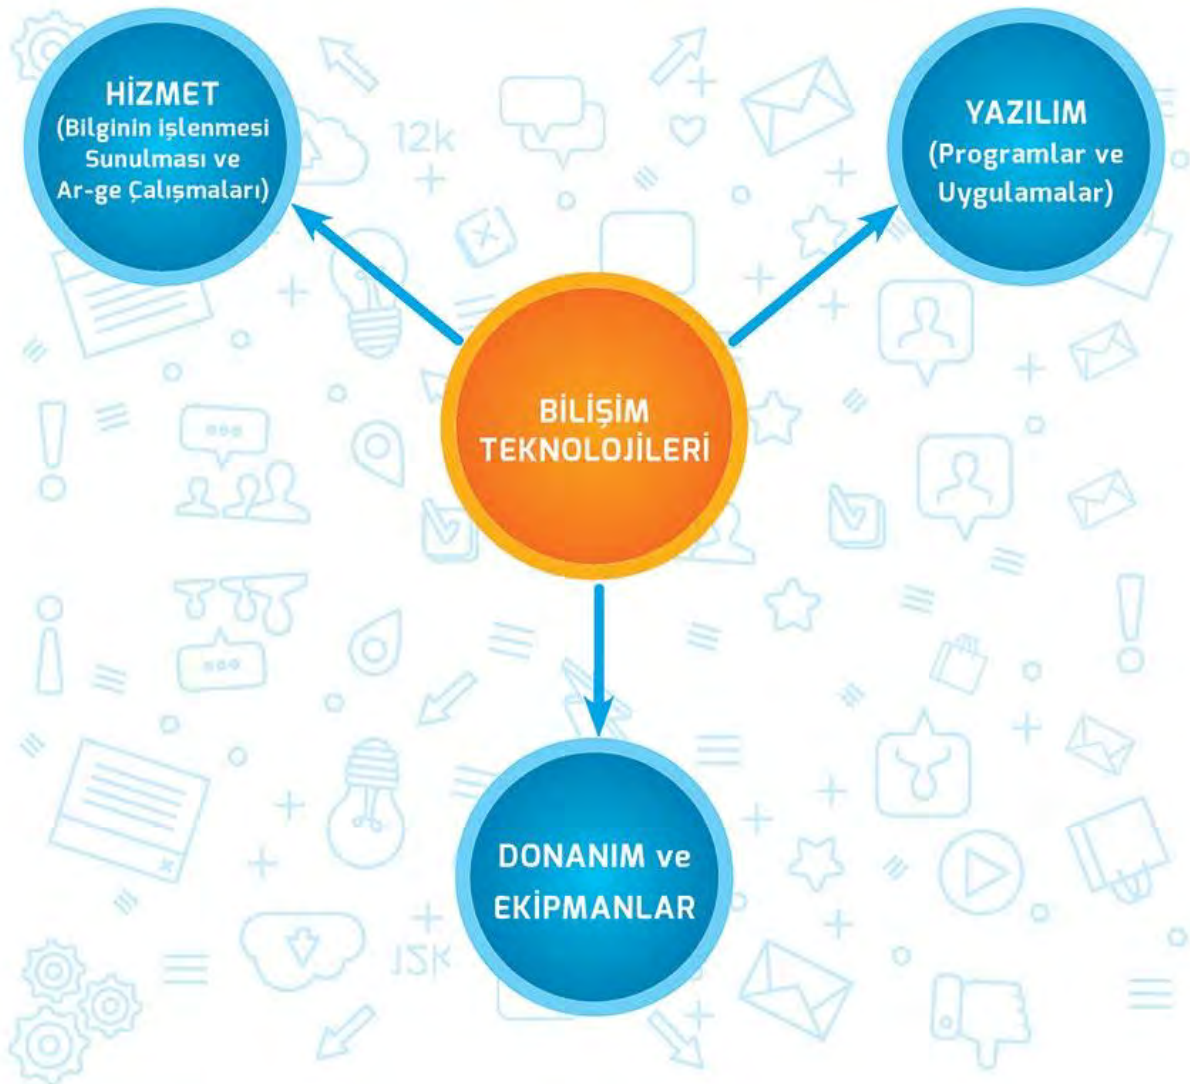 HİZMET
(Bilginin işlenmesi
Sunulması ve
Ar-ge Çalışmaları)
YAZILIM
(Programlar ve
Uygulamalar)
12k
BİLİŞİM
TEKNOLOJİLERİ
DONANIM ve
EKİPMANLAR
12k